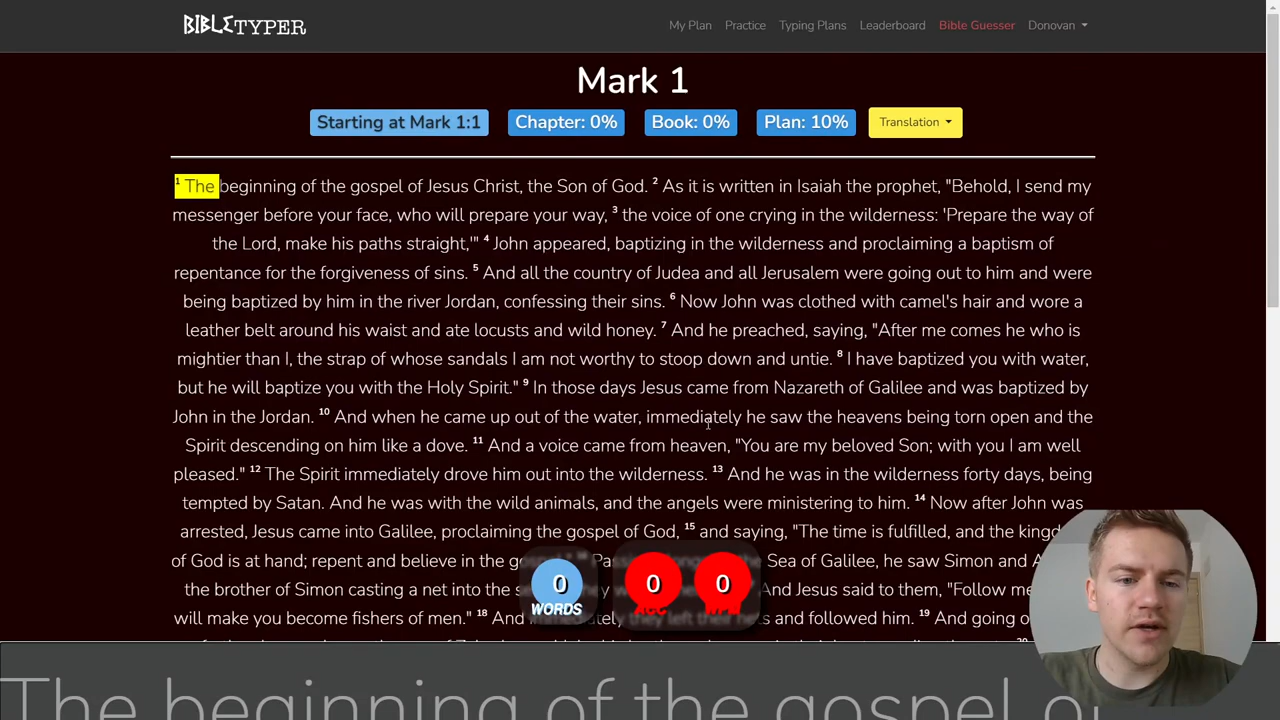 BIBLETYPER
My Plan Practice Typing Plans Leaderboard Bible Guesser Donovan
Mark 1
Starting at Mark 1:1 Chapter: 0% Book: 0% Plan: 10% Translation
1 The beginning of the gospel of Jesus Christ, the Son of God. 2 As it is written in Isaiah the prophet, "Behold, I send my
messenger before your face, who will prepare your way, 3 the voice of one crying in the wilderness: 'Prepare the way of
the Lord, make his paths straight,'" 4 John appeared, baptizing in the wilderness and proclaiming a baptism of
repentance for the forgiveness of sins. 5 And all the country of Judea and all Jerusalem were going out to him and were
being baptized by him in the river Jordan, confessing their sins. 6 Now John was clothed with camel's hair and wore a
leather belt around his waist and ate locusts and wild honey. 7 And he preached, saying, "After me comes he who is
mightier than I, the strap of whose sandals I am not worthy to stoop down and untie. 8 I have baptized you with water,
but he will baptize you with the Holy Spirit." 9 In those days Jesus came from Nazareth of Galilee and was baptized by
John in the Jordan. 10 And when he came up out of the water, immediately he saw the heavens being torn open and the
Spirit descending on him like a dove. 11 And a voice came from heaven, "You are my beloved Son; with you I am well
pleased." 12 The Spirit immediately drove him out into the wilderness. 13 And he was in the wilderness forty days, being
tempted by Satan. And he was with the wild animals, and the angels were ministering to him. 14 Now after John was
arrested, Jesus came into Galilee, proclaiming the gospel of God, 15 and saying, "The time is fulfilled, and the
of God is at hand; repent and believe in the Sea of Galilee, he saw Simon and
the brother of Simon casting a net into the And Jesus said to them, "Follow
will make you become fishers of men." 18 And immediately they left their nets and followed him. 19 And going
0 WORDS 0 ACC 0 WPM
The beginning of the gospel of